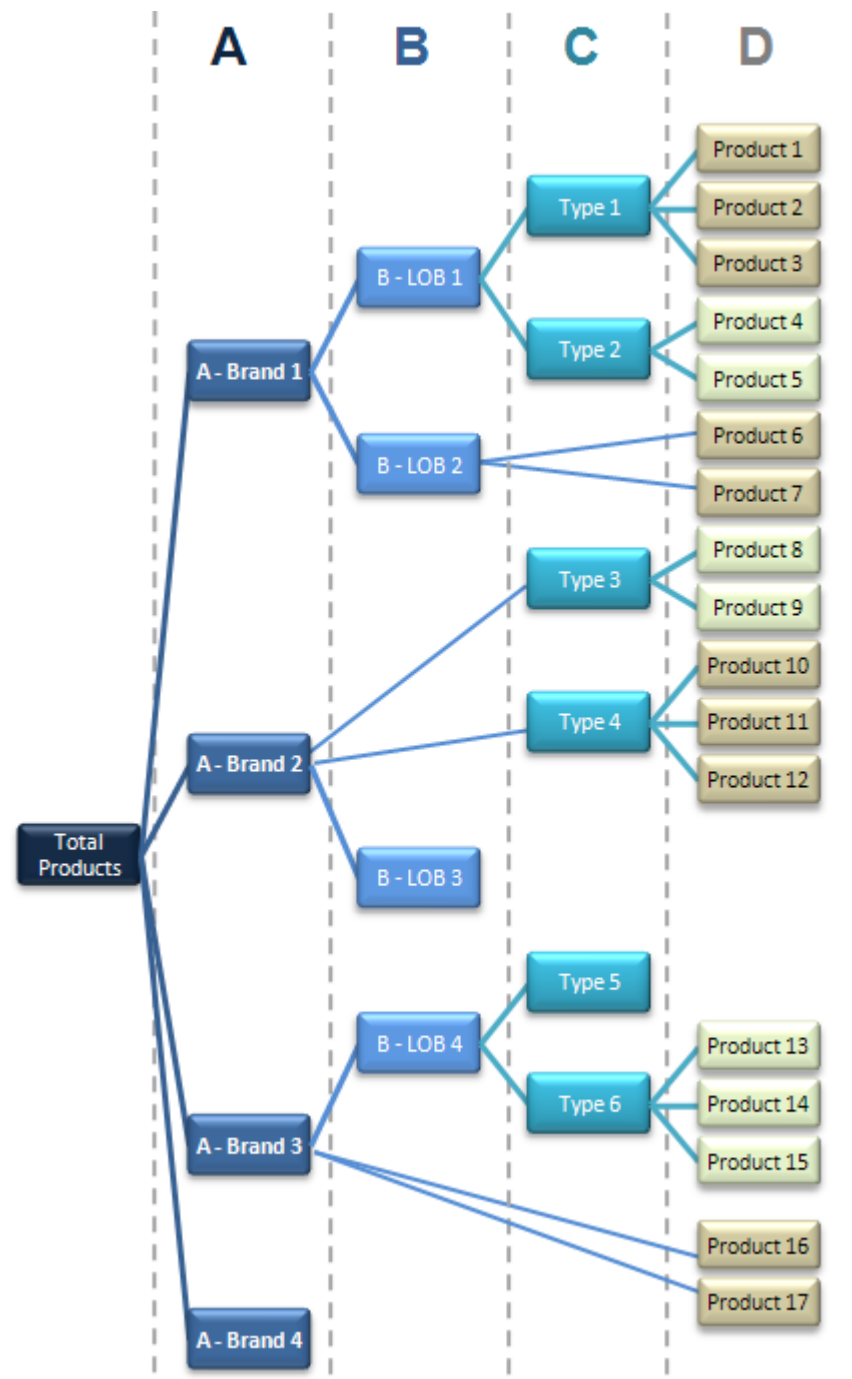 A B C D
Product 1
Product 2
Product 3
Product 4
Product 5
Product 6
Product 7
Product 8
Product 9
Product 10
Product 11
Product 12
Product 13
Product 14
Product 15
Product 16
Product 17
Type 1
Type 2
Type 3
Type 4
Type 5
Type 6
B - LOB 1
B - LOB 2
B - LOB 3
B - LOB 4
A - Brand 1
A - Brand 2
A - Brand 3
A - Brand 4
Total
Products